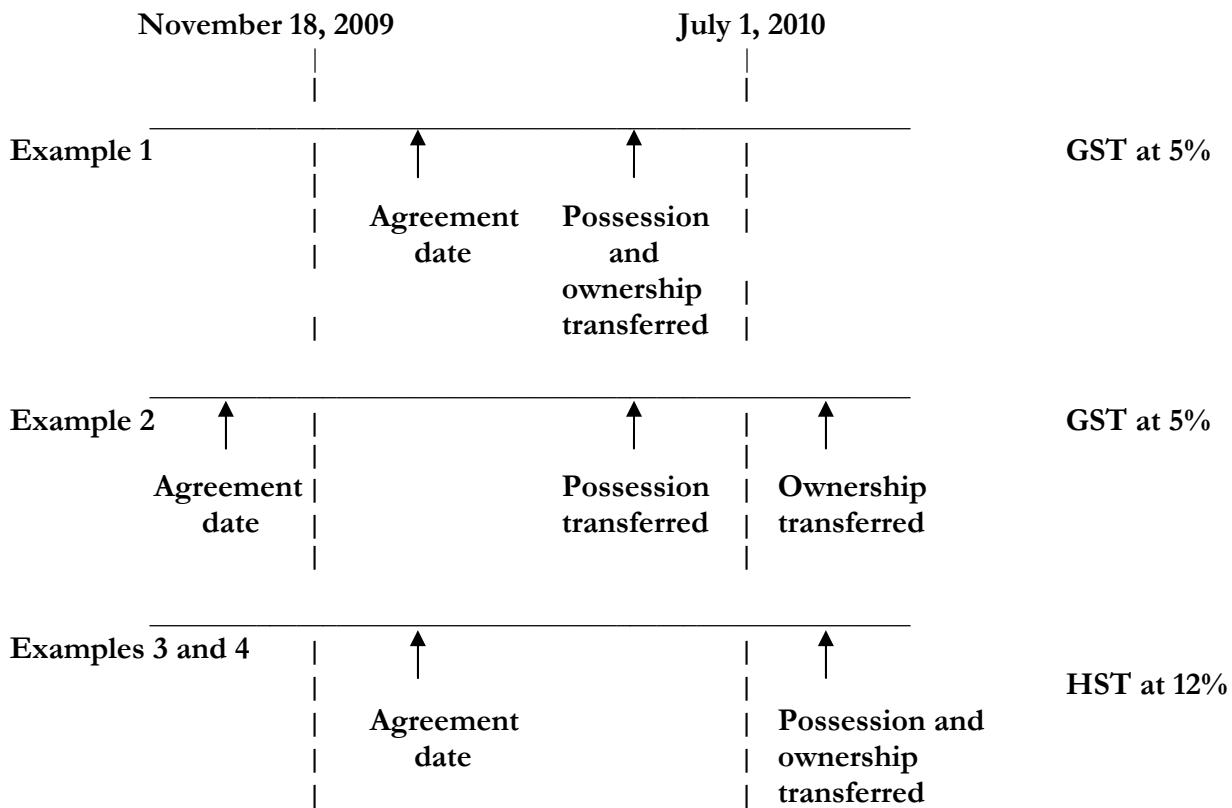 November 18, 2009 July 1, 2010
Example 1 GST at 5%
Agreement Possession
date and
ownership
transferred
Example 2 GST at 5%
Agreement Possession Ownership
date transferred transferred
Examples 3 and 4
HST at 12%
Agreement Possession and
date ownership
transferred